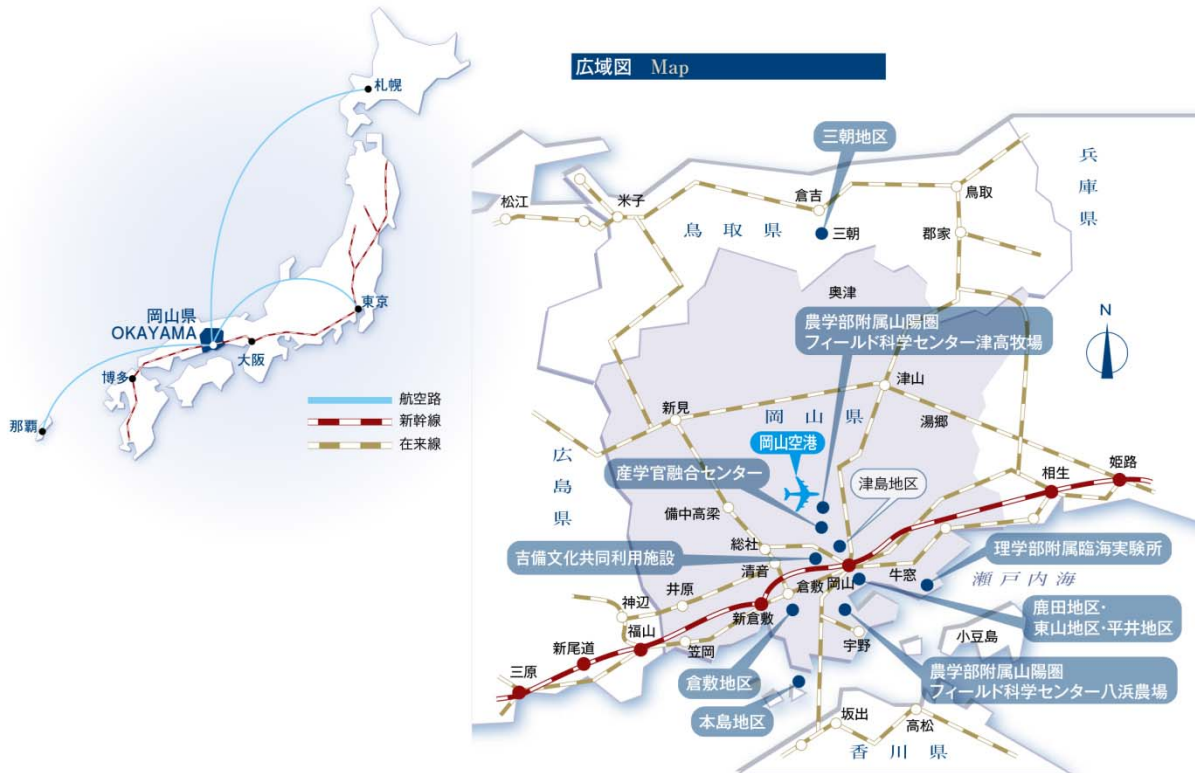 広域図 Map
札幌
岡山県
OKAYAMA
東京
大阪
博多
那覇
航空路
新幹線
在来線
三朝地区
兵庫県
松江
米子
倉吉
鳥取
鳥取県
三朝
郡家
奥津
農学部附属山陽圏
フィールド科学センター津高牧場
N
津山
新見
岡山県
湯郷
岡山空港
広島県
産学官融合センター
津島地区
相生
姫路
備中高梁
総社
吉備文化共同利用施設
清音
倉敷
岡山
牛窓
理学部附属臨海実験所
瀬戸内海
井原
神辺
新倉敷
鹿田地区・
東山地区・平井地区
福山
新尾道
笠岡
宇野
小豆島
三原
倉敷地区
農学部附属山陽圏
フィールド科学センター八浜農場
本島地区
坂出
高松
香川県